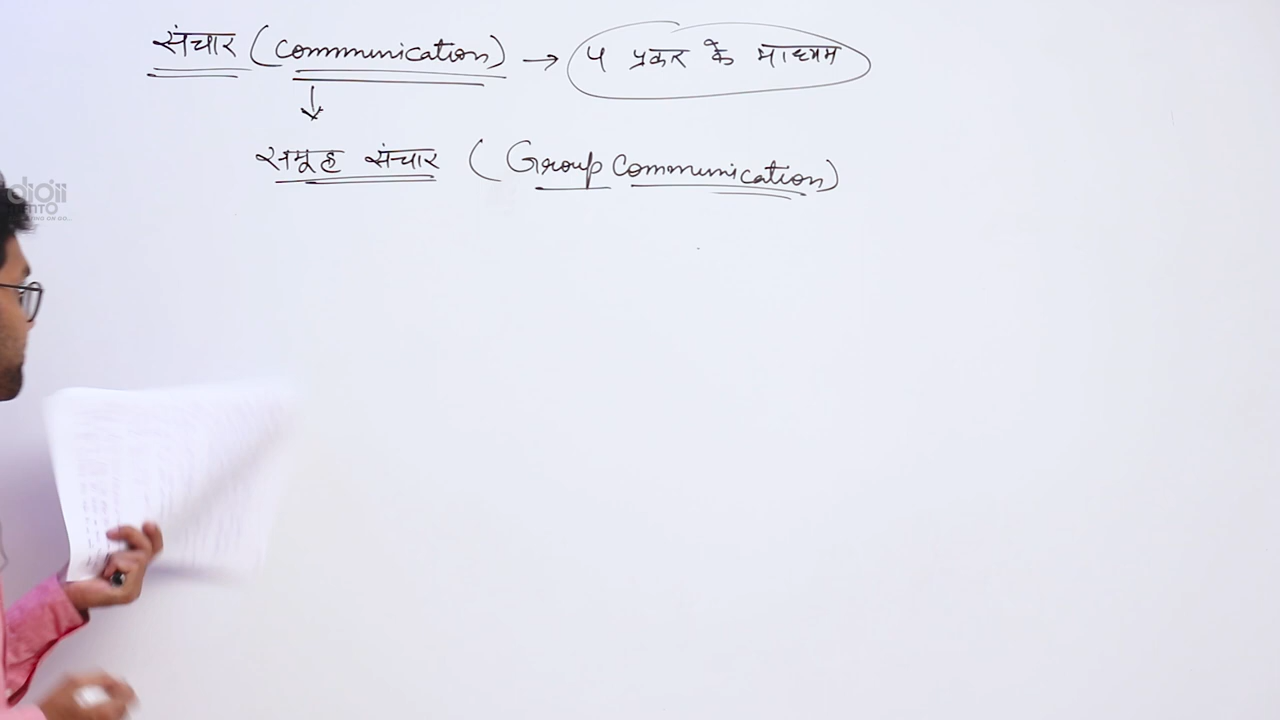 संचार (Communication) → 4 प्रकार के माध्यम
↓
समूह संचार (Group Communication)